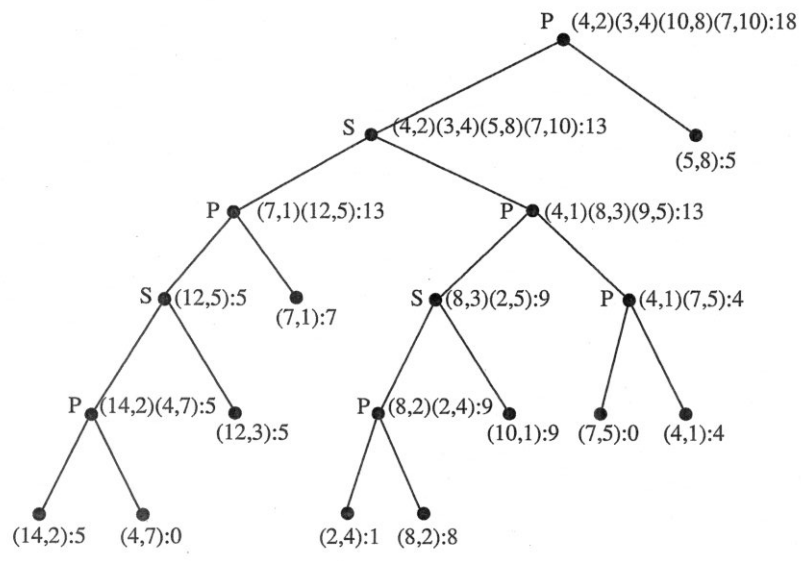 P (4,2)(3,4)(10,8)(7,10):18
S (4,2)(3,4)(5,8)(7,10):13
(5,8):5
P (7,1)(12,5):13
P (4,1)(8,3)(9,5):13
S (12,5):5
(7,1):7
S (8,3)(2,5):9
P (4,1)(7,5):4
P (14,2)(4,7):5
(12,3):5
P (8,2)(2,4):9
(10,1):9
(7,5):0
(4,1):4
(14,2):5
(4,7):0
(2,4):1
(8,2):8